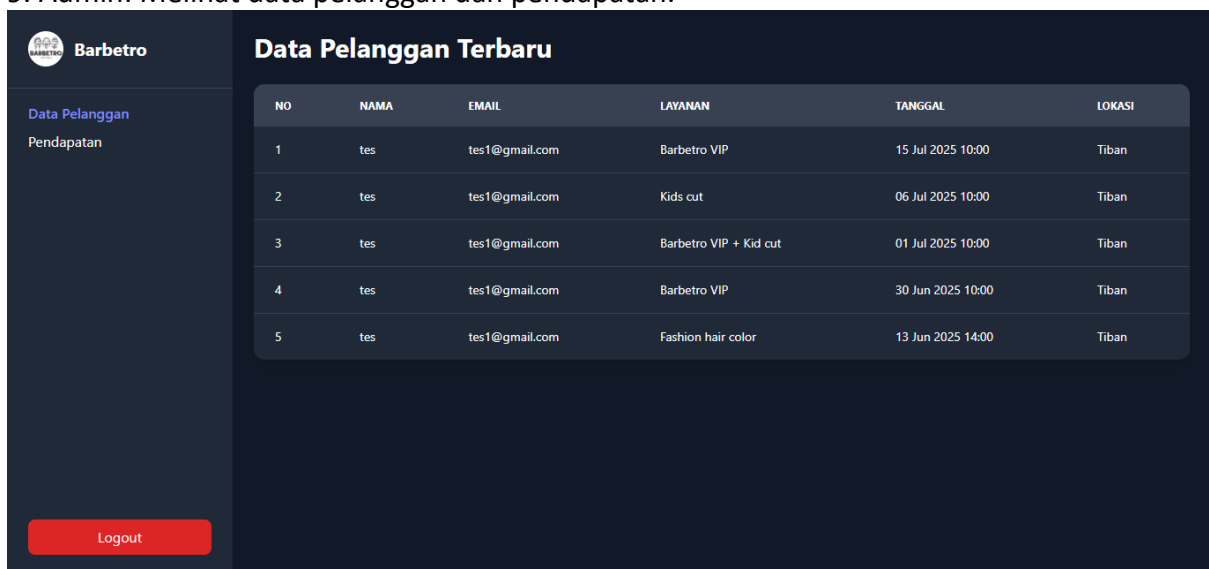 3. Admin: Melihat data pelanggan dan pendapatan.
BARBETRO
Barbetro
Data Pelanggan
Pendapatan
Logout
Data Pelanggan Terbaru
NO NAMA EMAIL LAYANAN TANGGAL LOKASI
1 tes tes1@gmail.com Barbetro VIP 15 Jul 2025 10:00 Tiban
2 tes tes1@gmail.com Kids cut 06 Jul 2025 10:00 Tiban
3 tes tes1@gmail.com Barbetro VIP + Kid cut 01 Jul 2025 10:00 Tiban
4 tes tes1@gmail.com Barbetro VIP 30 Jun 2025 10:00 Tiban
5 tes tes1@gmail.com Fashion hair color 13 Jun 2025 14:00 Tiban